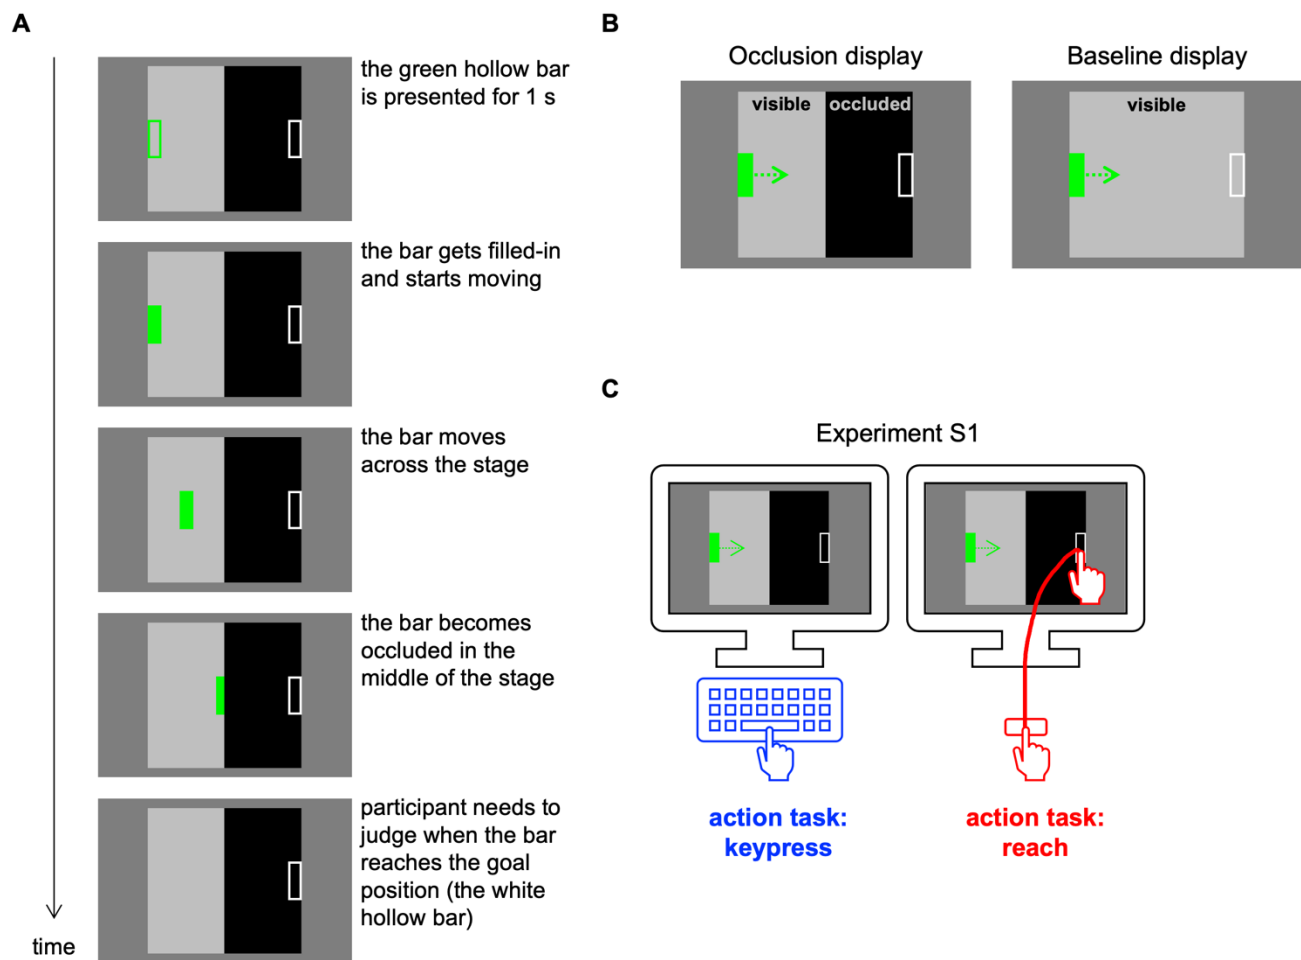 A
the green hollow bar
is presented for 1 s
the bar gets filled-in
and starts moving
the bar moves
across the stage
the bar becomes
occluded in the
middle of the stage
participant needs to
judge when the bar
reaches the goal
position (the white
hollow bar)
time
B
Occlusion display
Baseline display
visible
occluded
visible
C
Experiment S1
action task:
keypress
action task:
reach